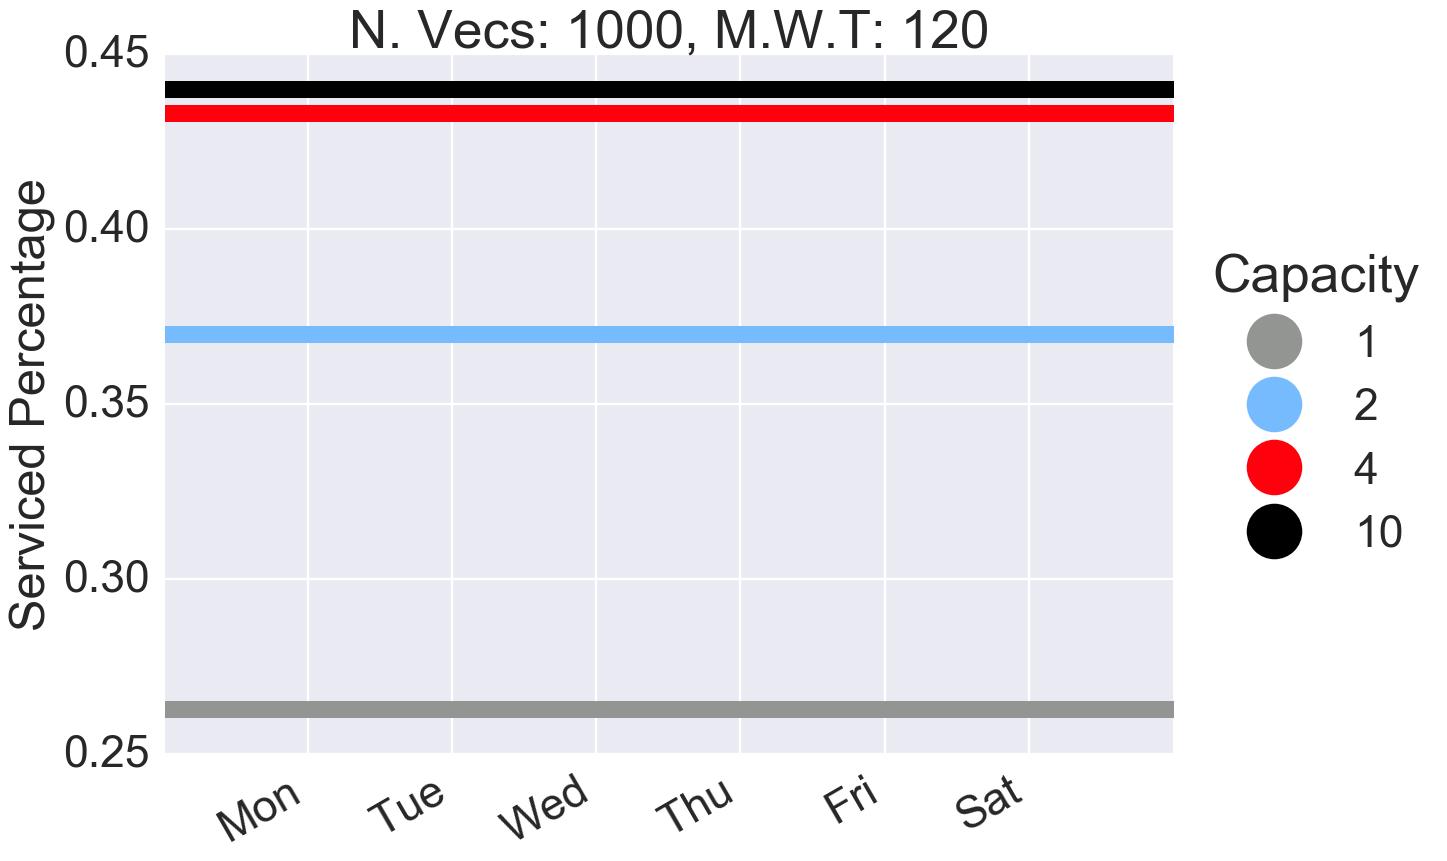 N. Vecs: 1000, M.W.T: 120
Serviced Percentage
0.45
0.40
0.35
0.30
0.25
Mon
Tue
Wed
Thu
Fri
Sat
Capacity
1
2
4
10